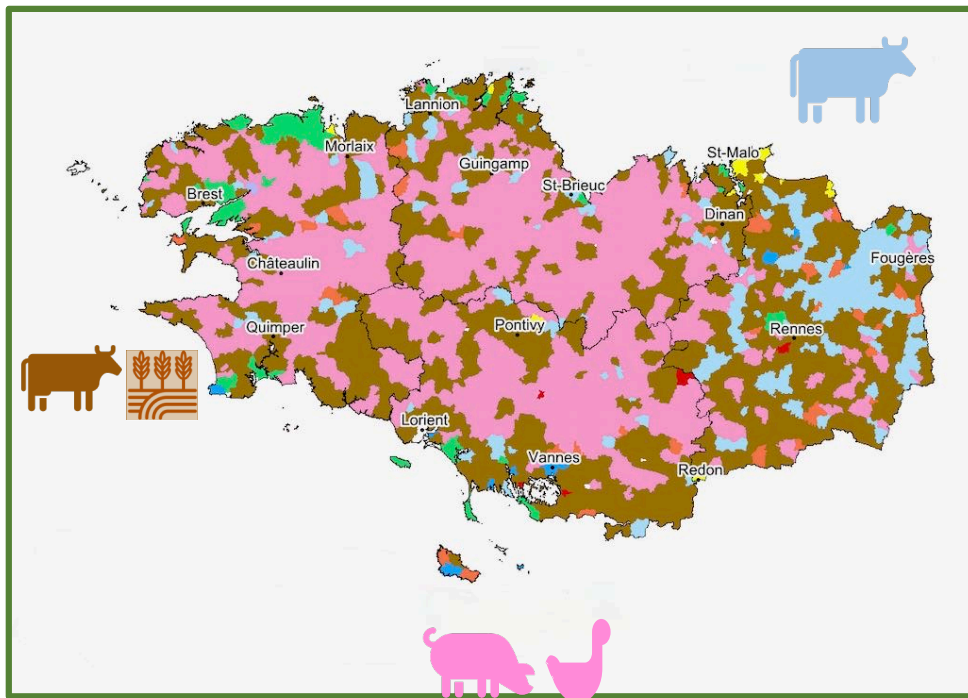 Lannion
Morlaix
Guingamp
St-Malo
St-Brieuc
Brest
Dinan
Châteaulin
Fougères
Quimper
Pontivy
Rennes
Lorient
Vannes
Redon